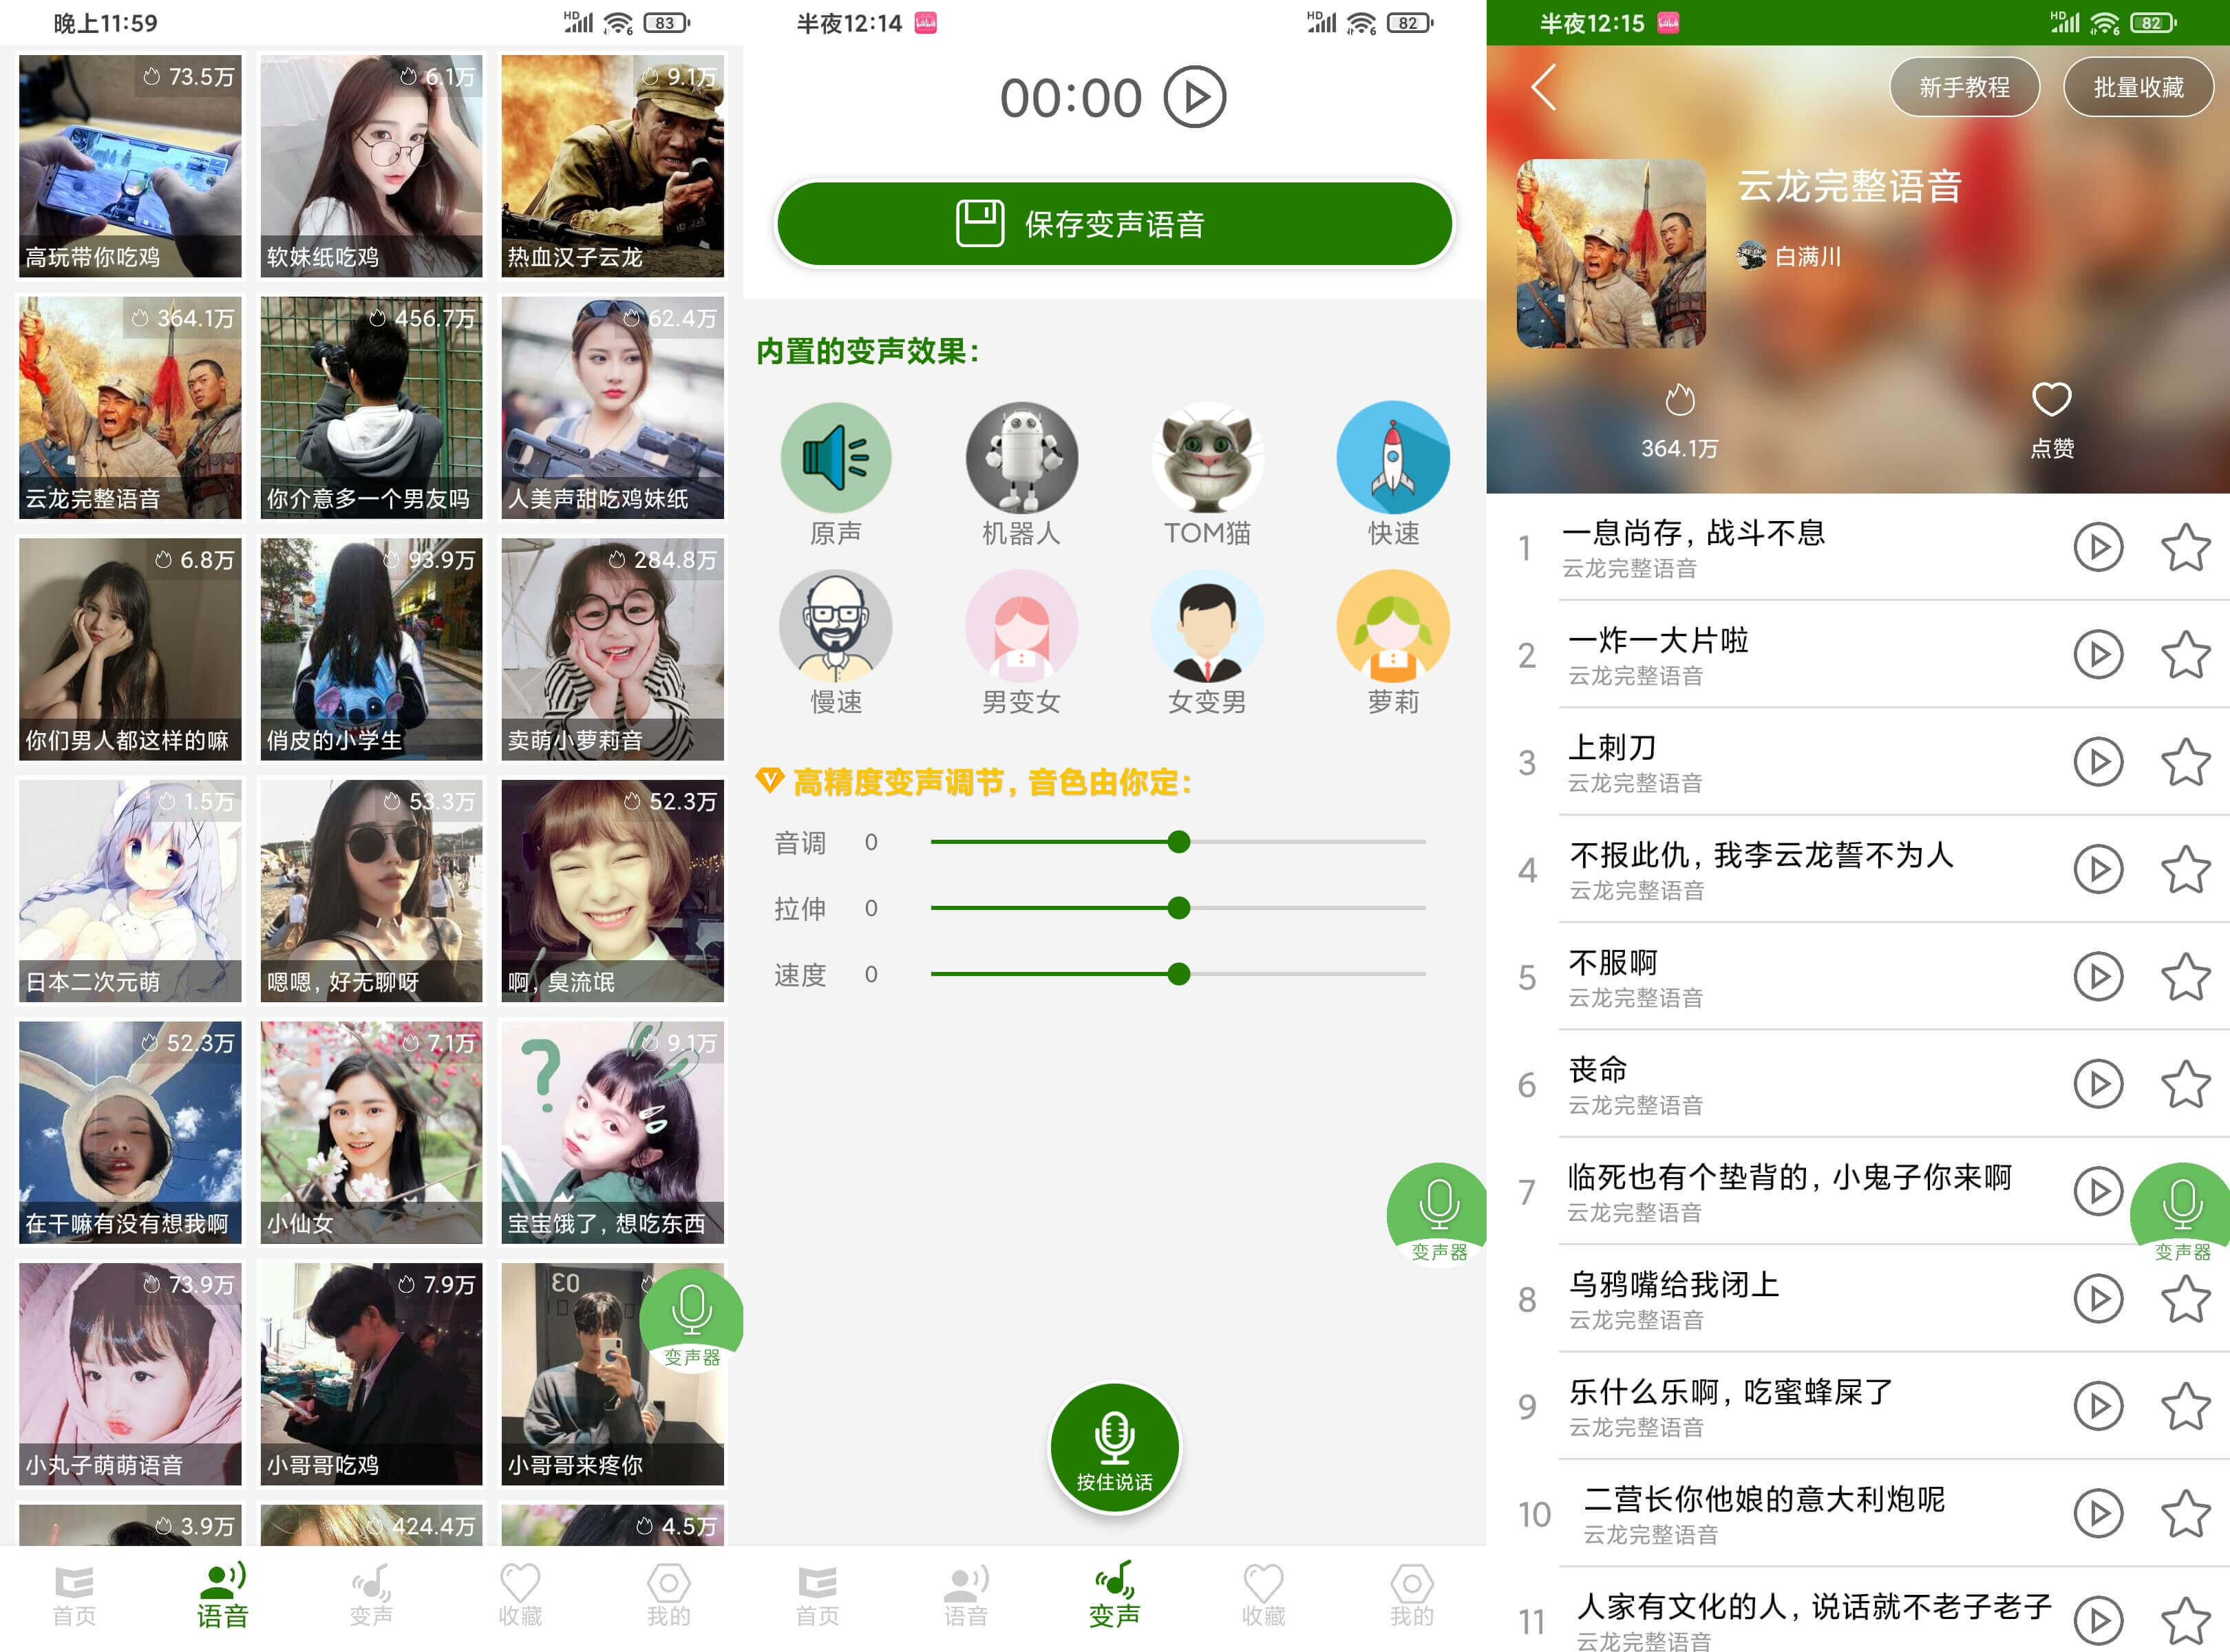 晚上11:59
HD
6
83
73.5万
高玩带你吃鸡
6.1万
软妹纸吃鸡
9.1万
热血汉子云龙
364.1万
云龙完整语音
456.7万
你介意多一个男友吗
62.4万
人美声甜吃鸡妹纸
6.8万
你们男人都这样的嘛
93.9万
俏皮的小学生
284.8万
卖萌小萝莉音
1.5万
日本二次元萌
53.3万
嗯嗯，好无聊呀
52.3万
啊，臭流氓
52.3万
在干嘛有没有想我啊
7.1万
小仙女
?
9.1万
宝宝饿了，想吃东西
73.9万
小丸子萌萌语音
7.9万
小哥哥吃鸡
小哥哥来疼你
变声器
3.9万
424.4万
4.5万
首页
语音
变声
收藏
我的
半夜12:14
HD
6
82
00:00
保存变声语音
内置的变声效果：
原声
机器人
TOM猫
快速
慢速
男变女
女变男
萝莉
V
高精度变声调节，音色由你定：
音调 0
拉伸 0
速度 0
变声器
按住说话
首页
语音
变声
收藏
我的
半夜12:15
HD
6
82
新手教程
批量收藏
云龙完整语音
白满川
364.1万
点赞
1 一息尚存，战斗不息
云龙完整语音
2 一炸一大片啦
云龙完整语音
3 上刺刀
云龙完整语音
4 不报此仇，我李云龙誓不为人
云龙完整语音
5 不服啊
云龙完整语音
6 丧命
云龙完整语音
7 临死也有个垫背的，小鬼子你来啊
云龙完整语音
变声器
8 乌鸦嘴给我闭上
云龙完整语音
9 乐什么乐啊，吃蜜蜂屎了
云龙完整语音
10 二营长你他娘的意大利炮呢
云龙完整语音
11 人家有文化的人，说话就不老子老子
云龙完整语音